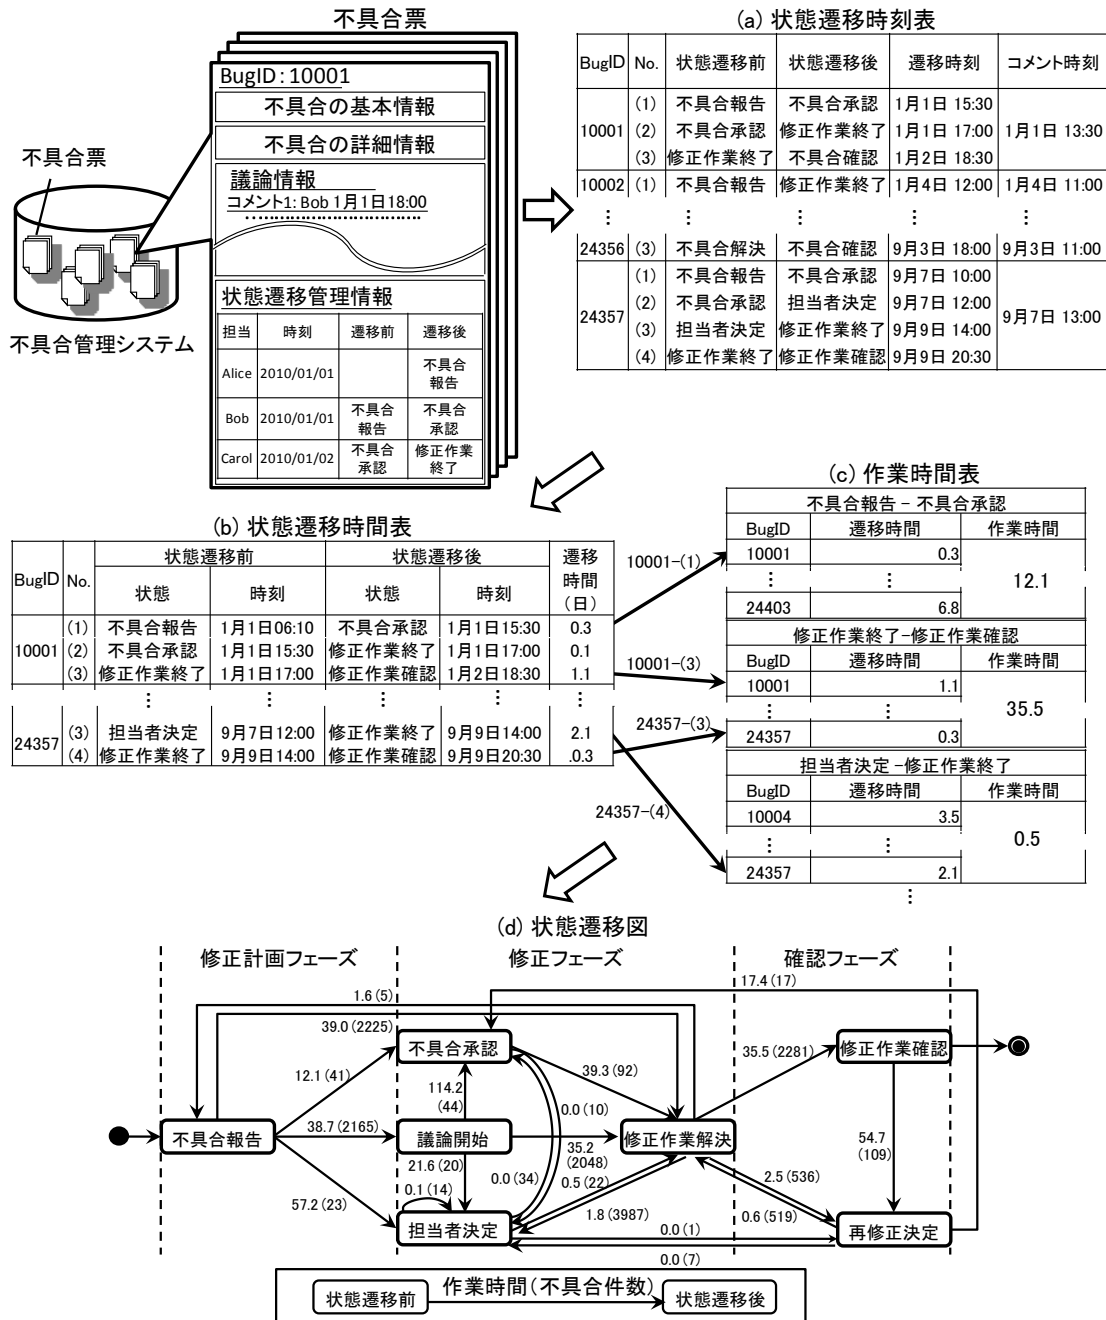 不具合票
BugID：10001
不具合の基本情報
不具合の詳細情報
議論情報
コメント1: Bob 1月1日18:00
状態遷移管理情報
担当 時刻 遷移前 遷移後
Alice 2010/01/01 不具合報告
Bob 2010/01/01 不具合報告 不具合承認
Carol 2010/01/02 不具合承認 修正作業終了
不具合票
不具合管理システム
(a) 状態遷移時刻表
BugID No. 状態遷移前 状態遷移後 遷移時刻 コメント時刻
10001 (1) 不具合報告 不具合承認 1月1日 15:30 1月1日 13:30
(2) 不具合承認 修正作業終了 1月1日 17:00
(3) 修正作業終了 不具合確認 1月2日 18:30
10002 (1) 不具合報告 修正作業終了 1月4日 12:00 1月4日 11:00
⋮ ⋮ ⋮ ⋮ ⋮
24356 (3) 不具合解決 不具合確認 9月3日 18:00 9月3日 11:00
24357 (1) 不具合報告 不具合承認 9月7日 10:00 9月7日 13:00
(2) 不具合承認 担当者決定 9月7日 12:00
(3) 担当者決定 修正作業終了 9月9日 14:00
(4) 修正作業終了 修正作業確認 9月9日 20:30
(b) 状態遷移時間表
BugID No. 状態遷移前 状態遷移後 遷移時間（日）
状態 時刻 状態 時刻
10001 (1) 不具合報告 1月1日06:10 不具合承認 1月1日15:30 0.3
(2) 不具合承認 1月1日15:30 修正作業終了 1月1日17:00 0.1
(3) 修正作業終了 1月1日17:00 修正作業確認 1月2日18:30 1.1
⋮ ⋮ ⋮ ⋮ ⋮
24357 (3) 担当者決定 9月7日12:00 修正作業終了 9月9日14:00 2.1
(4) 修正作業終了 9月9日14:00 修正作業確認 9月9日20:30 .0.3
10001-(1)
10001-(3)
24357-(3)
24357-(4)
(c) 作業時間表
不具合報告 – 不具合承認
BugID 遷移時間 作業時間
10001 0.3
⋮ ⋮ 12.1
24403 6.8
修正作業終了-修正作業確認
BugID 遷移時間 作業時間
10001 1.1
⋮ ⋮ 35.5
24357 0.3
担当者決定 -修正作業終了
BugID 遷移時間 作業時間
10004 3.5
⋮ ⋮ 0.5
24357 2.1
⋮
(d) 状態遷移図
修正計画フェーズ 修正フェーズ 確認フェーズ
17.4 (17)
1.6 (5)
39.0 (2225)
不具合承認
修正作業確認
35.5 (2281)
39.3 (92)
12.1 (41)
114.2
(44)
0.0 (10)
不具合報告
38.7 (2165)
議論開始
修正作業解決
35.2
(2048)
54.7
(109)
21.6 (20)
0.0 (34)
0.5 (22)
2.5 (536)
0.1 (14)
57.2 (23)
1.8 (3987)
0.6 (519)
担当者決定
再修正決定
0.0 (1)
0.0 (7)
状態遷移前 作業時間（不具合件数） 状態遷移後